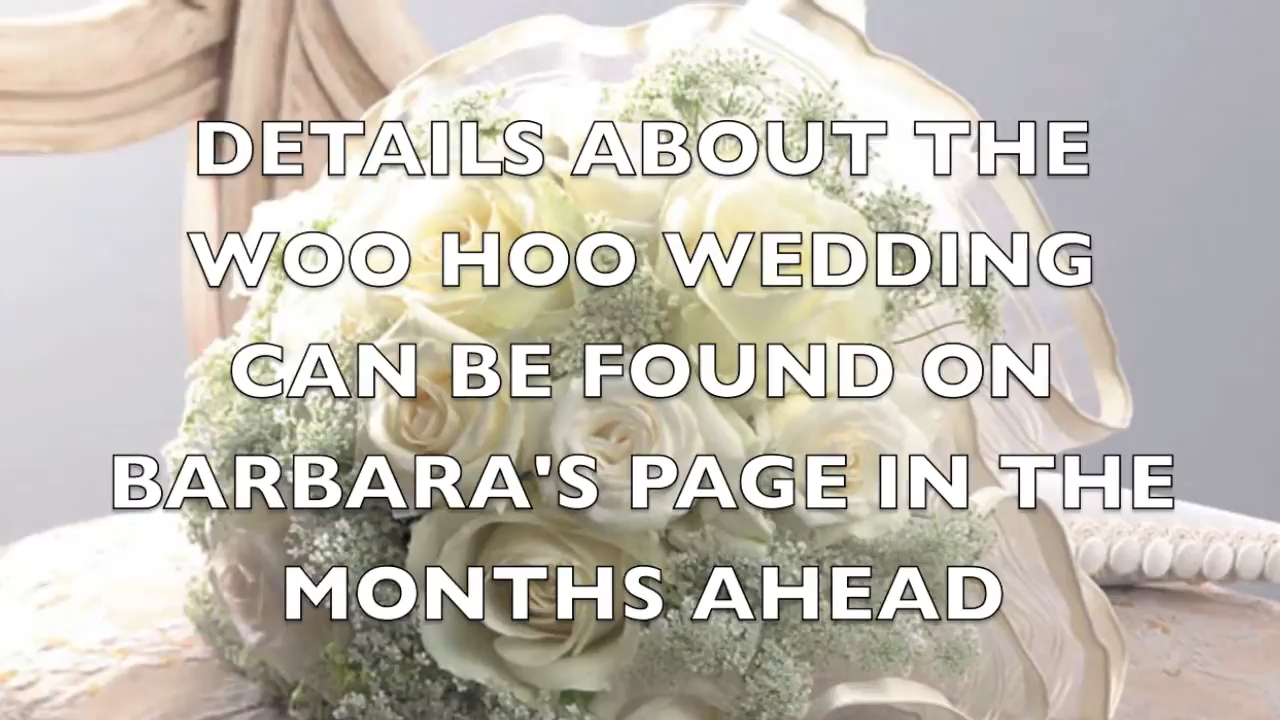 DETAILS ABOUT THE
WOO HOO WEDDING
CAN BE FOUND ON
BARBARA'S PAGE IN THE
MONTHS AHEAD